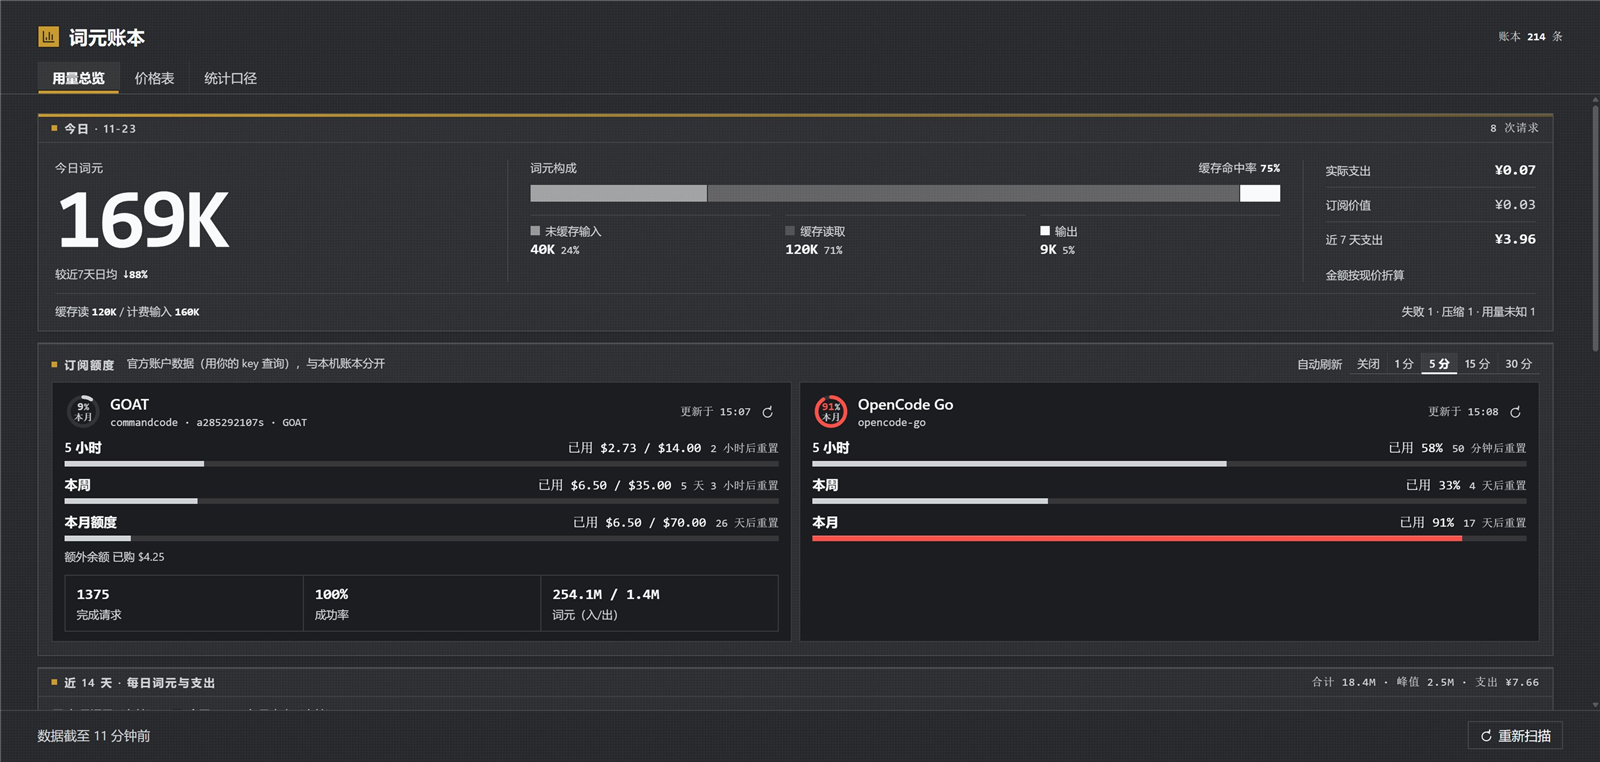 词元账本
账本 214 条
用量总览 价格表 统计口径
今日 · 11-23
8 次请求
今日词元
169K
较近7天日均 ↓88%
词元构成
缓存命中率 75%
未缓存输入
40K 24%
缓存读取
120K 71%
输出
9K 5%
实际支出 ¥0.07
订阅价值 ¥0.03
近 7 天支出 ¥3.96
金额按现价折算
缓存读 120K / 计费输入 160K
失败 1 · 压缩 1 · 用量未知 1
订阅额度 官方账户数据（用你的 key 查询），与本机账本分开
自动刷新 关闭 1 分 5 分 15 分 30 分
9%
本月
GOAT
commandcode · a285292107s · GOAT
更新于 15:07
5 小时 已用 $2.73 / $14.00 2 小时后重置
本周 已用 $6.50 / $35.00 5 天 3 小时后重置
本月额度 已用 $6.50 / $70.00 26 天后重置
额外余额 已购 $4.25
1375
完成请求
100%
成功率
254.1M / 1.4M
词元（入/出）
91%
本月
OpenCode Go
opencode-go
更新于 15:08
5 小时 已用 58% 50 分钟后重置
本周 已用 33% 4 天后重置
本月 已用 91% 17 天后重置
近 14 天 · 每日词元与支出
合计 18.4M · 峰值 2.5M · 支出 ¥7.66
数据截至 11 分钟前
重新扫描